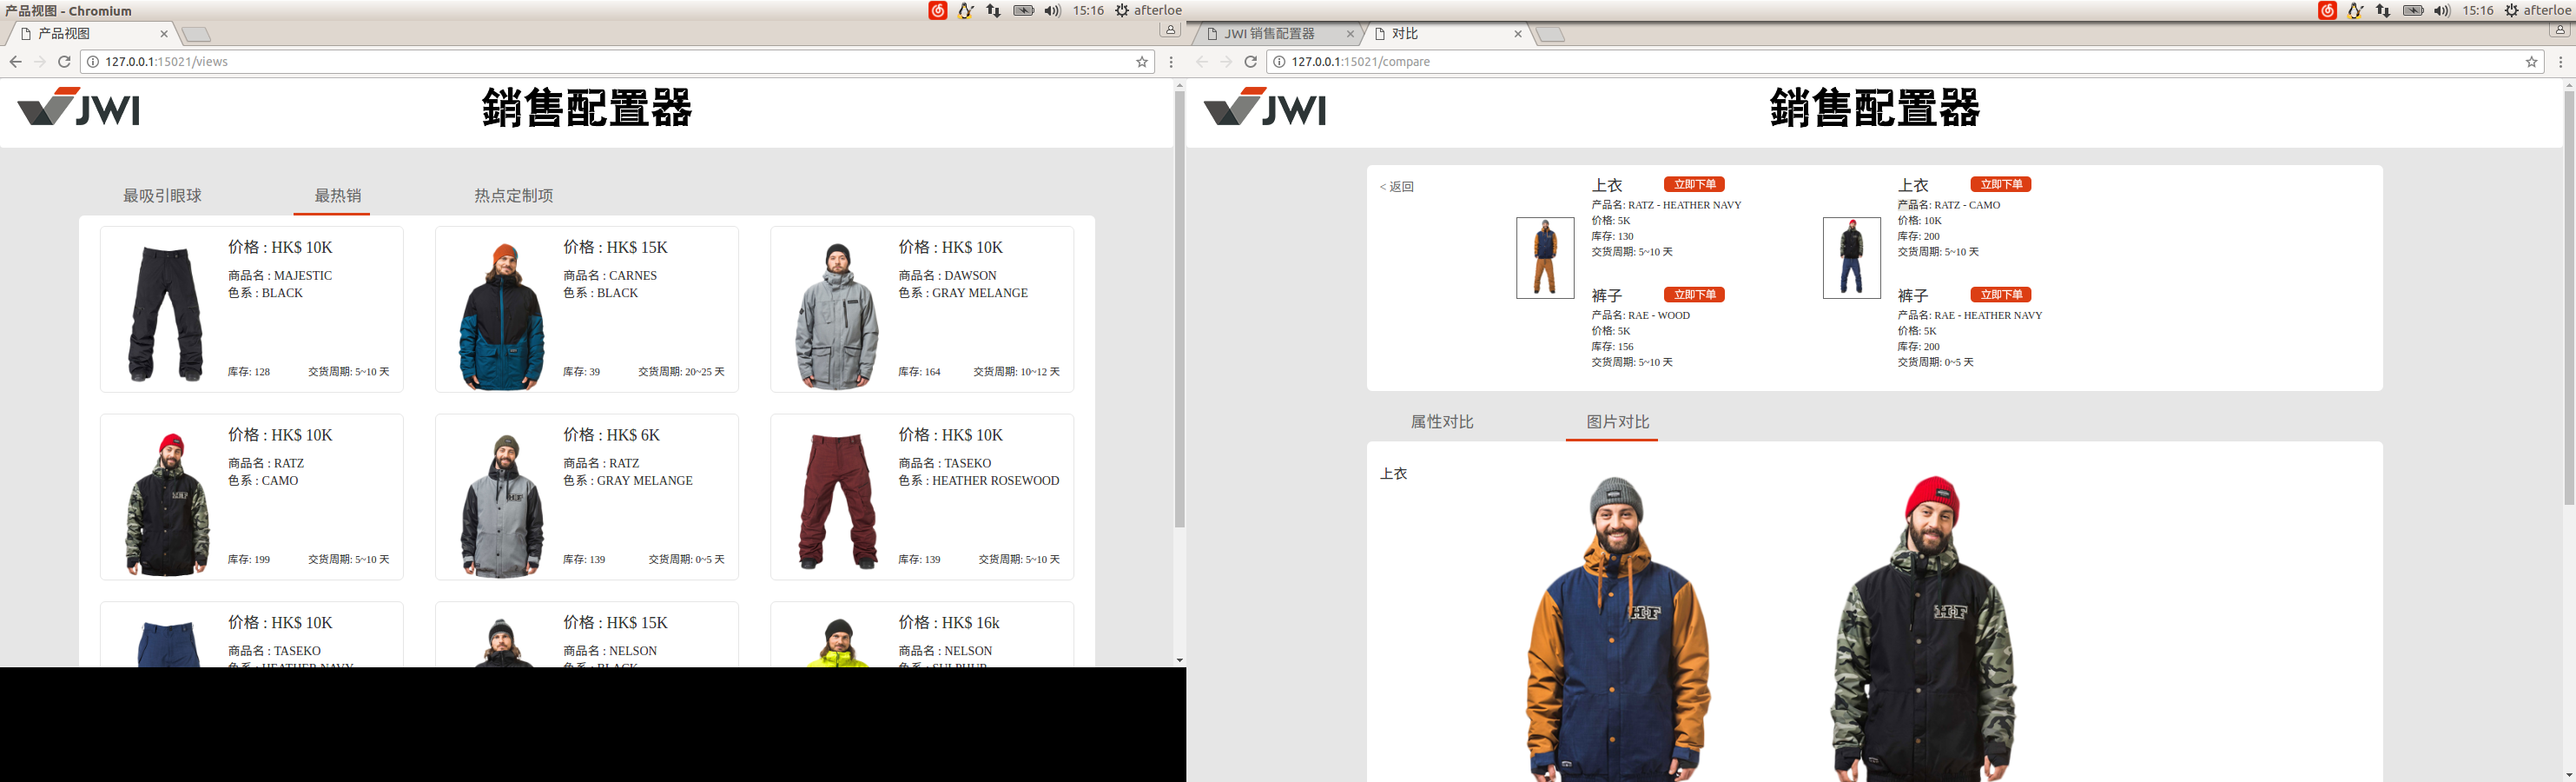 产品视图 - Chromium
15:16 afterloe
产品视图
127.0.0.1:15021/views
JWI
銷售配置器
最吸引眼球 最热销 热点定制项
价格 : HK$ 10K
商品名 : MAJESTIC
色系 : BLACK
库存: 128 交货周期: 5~10 天
价格 : HK$ 15K
商品名 : CARNES
色系 : BLACK
库存: 39 交货周期: 20~25 天
价格 : HK$ 10K
商品名 : DAWSON
色系 : GRAY MELANGE
库存: 164 交货周期: 10~12 天
价格 : HK$ 10K
商品名 : RATZ
色系 : CAMO
库存: 199 交货周期: 5~10 天
价格 : HK$ 6K
商品名 : RATZ
色系 : GRAY MELANGE
库存: 139 交货周期: 0~5 天
价格 : HK$ 10K
商品名 : TASEKO
色系 : HEATHER ROSEWOOD
库存: 139 交货周期: 5~10 天
价格 : HK$ 10K
商品名 : TASEKO
色系 : HEATHER NAVY
价格 : HK$ 15K
商品名 : NELSON
色系 : BLACK
价格 : HK$ 16k
商品名 : NELSON
色系 : SULPHUR
15:16 afterloe
JWI 销售配置器 对比
127.0.0.1:15021/compare
JWI
銷售配置器
< 返回
上衣 立即下单
产品名: RATZ - HEATHER NAVY
价格: 5K
库存: 130
交货周期: 5~10 天
裤子 立即下单
产品名: RAE - WOOD
价格: 5K
库存: 156
交货周期: 5~10 天
上衣 立即下单
产品名: RATZ - CAMO
价格: 10K
库存: 200
交货周期: 5~10 天
裤子 立即下单
产品名: RAE - HEATHER NAVY
价格: 5K
库存: 200
交货周期: 0~5 天
属性对比 图片对比
上衣
HOF
HOF